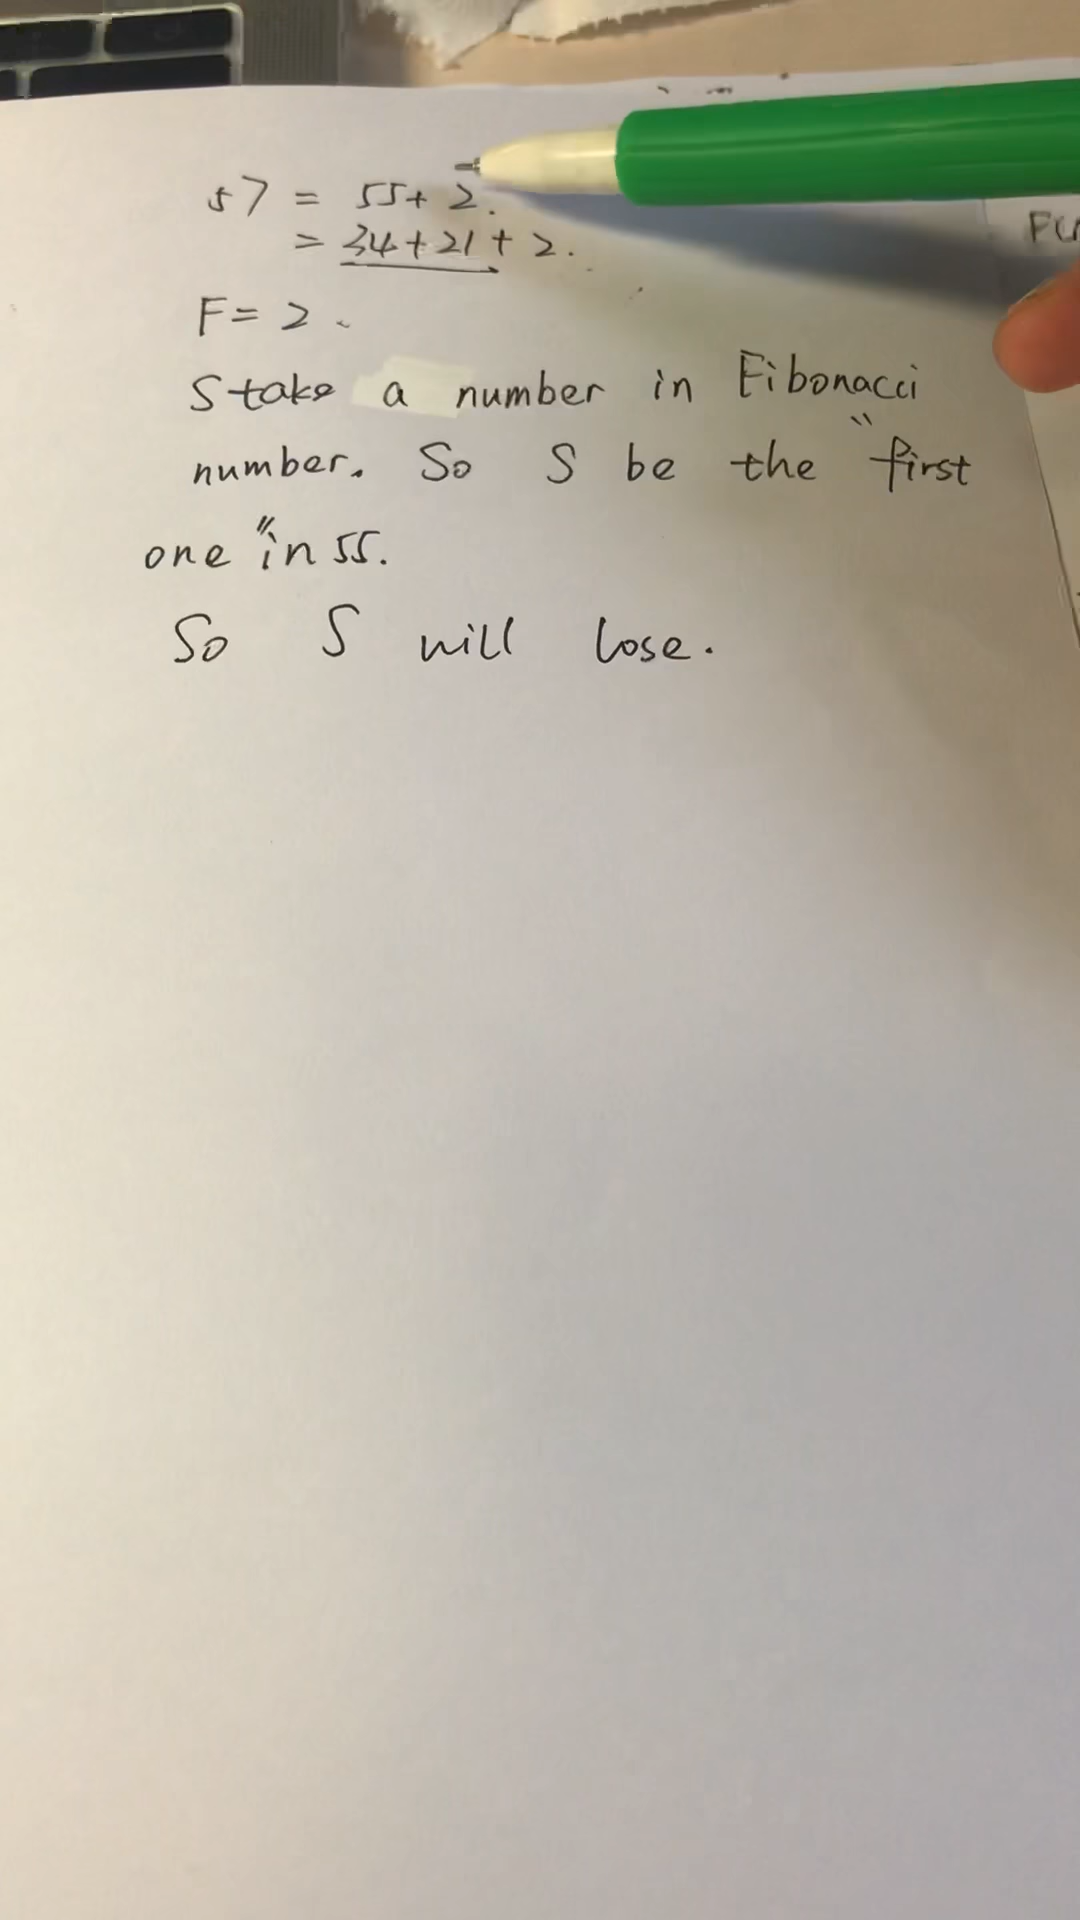 57 = 55 + 2.
= 34 + 21 + 2.
F = 2.
S take a number in Fibonacci
number. So S be the "first
one" in 55.
So S will lose.